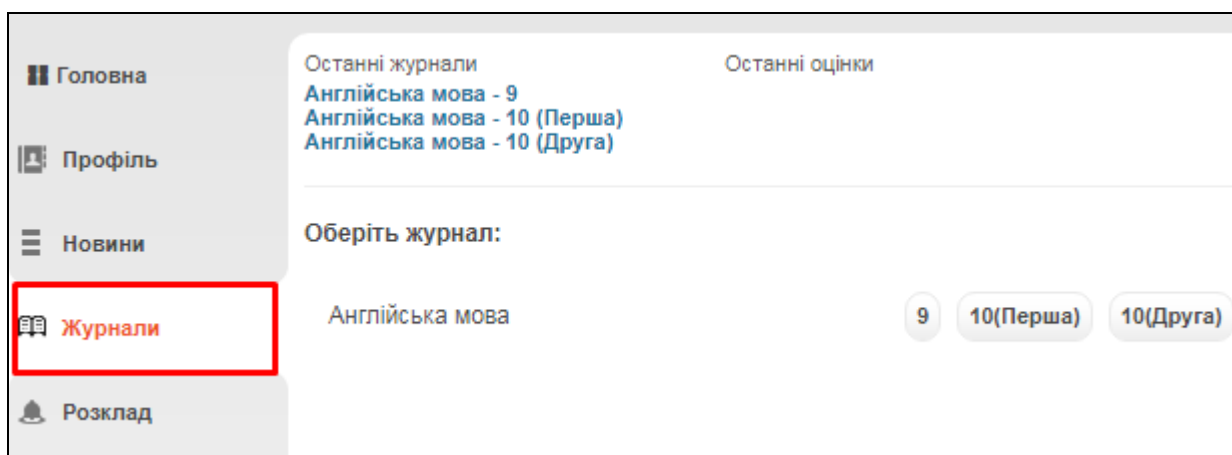 Головна
Профіль
Новини
Журнали
Розклад
Останні журнали
Англійська мова - 9
Англійська мова - 10 (Перша)
Англійська мова - 10 (Друга)
Останні оцінки
Оберіть журнал:
Англійська мова 9 10(Перша) 10(Друга)